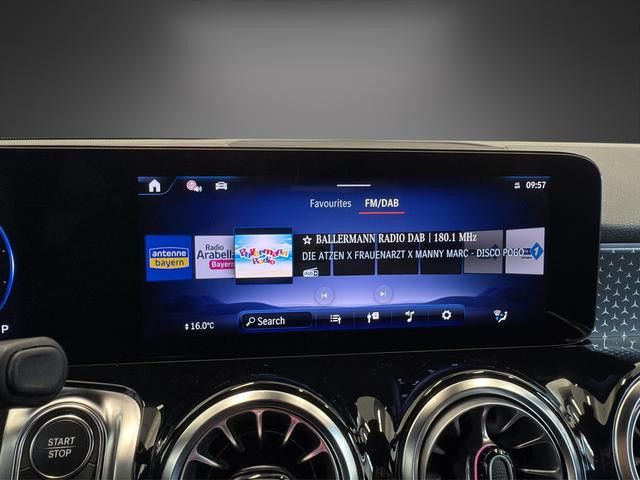 09:57
Favourites FM/DAB
antenne
bayern
Radio
Arabella
Bayern
Ballermann
Radio
☆ BALLERMANN RADIO DAB | 180.1 MHz
DIE ATZEN X FRAUENARZT X MANNY MARC - DISCO POGO
1
16.0°C
Search
P
START
STOP